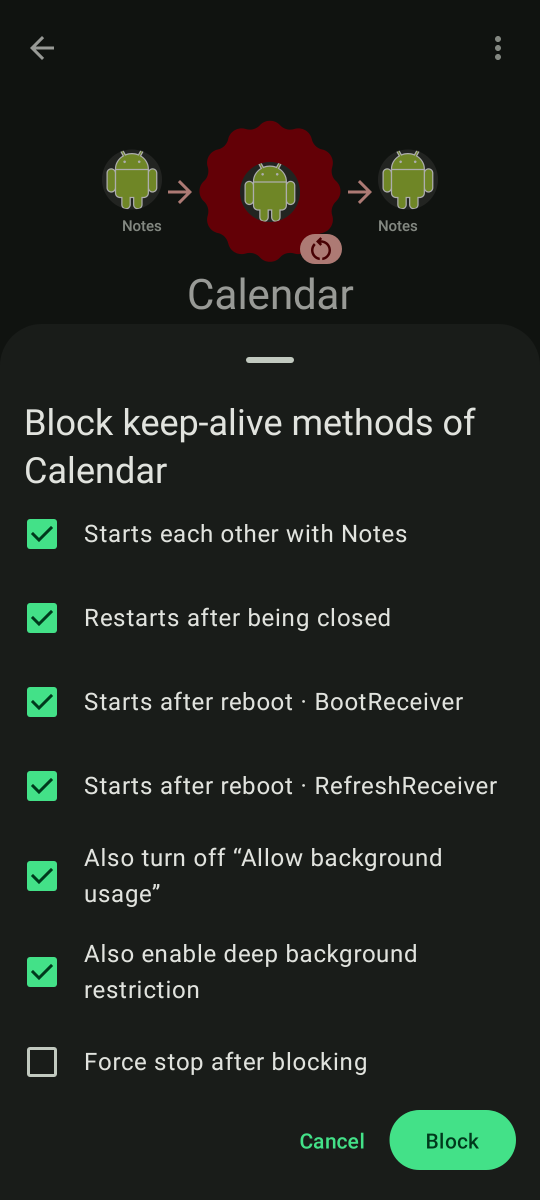 Notes
Notes
Calendar
Block keep-alive methods of
Calendar
Starts each other with Notes
Restarts after being closed
Starts after reboot · BootReceiver
Starts after reboot · RefreshReceiver
Also turn off “Allow background
usage”
Also enable deep background
restriction
Force stop after blocking
Cancel
Block